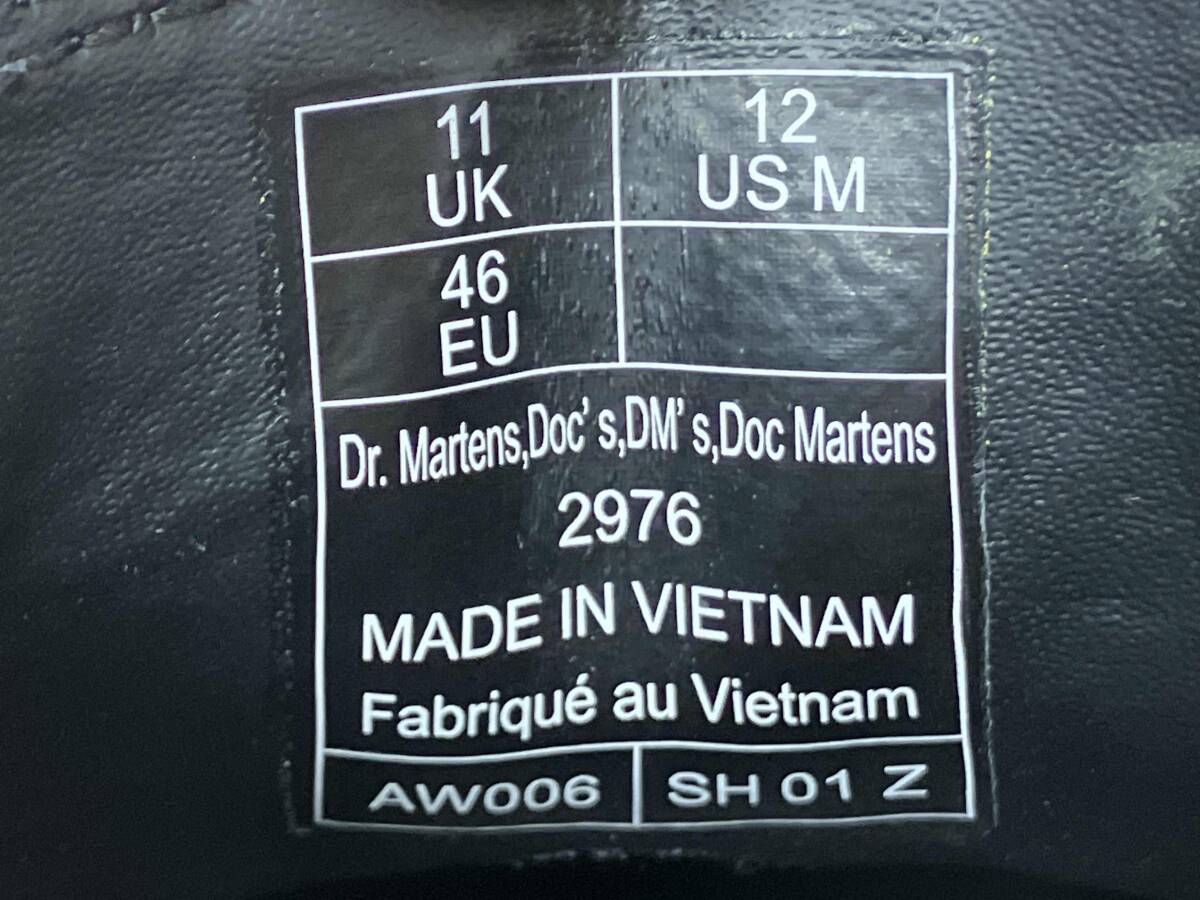 11
UK
12
US M
46
EU
Dr. Martens,Doc's,DM's,Doc Martens
2976
MADE IN VIETNAM
Fabriqué au Vietnam
AW006
SH 01 Z